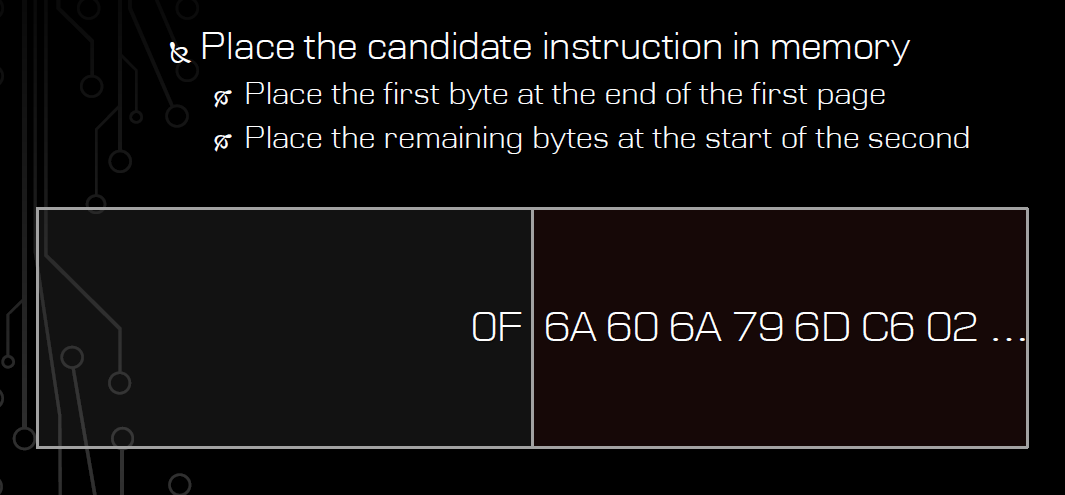 Place the candidate instruction in memory
Place the first byte at the end of the first page
Place the remaining bytes at the start of the second
0F 6A 60 6A 79 6D C6 02 ...